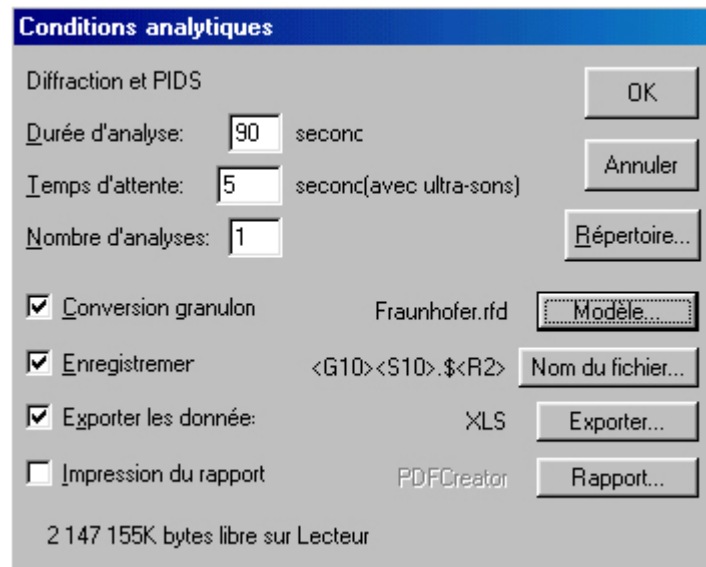 Conditions analytiques
Diffraction et PIDS
OK
Durée d'analyse: 90 seconc
Annuler
Temps d'attente: 5 seconc(avec ultra-sons)
Nombre d'analyses: 1
Répertoire...
Conversion granulon Fraunhofer.rfd Modèle...
Enregistremer <G10><S10>.$<R2> Nom du fichier...
Exporter les donnée: XLS Exporter...
Impression du rapport PDFCreator Rapport...
2 147 155K bytes libre sur Lecteur